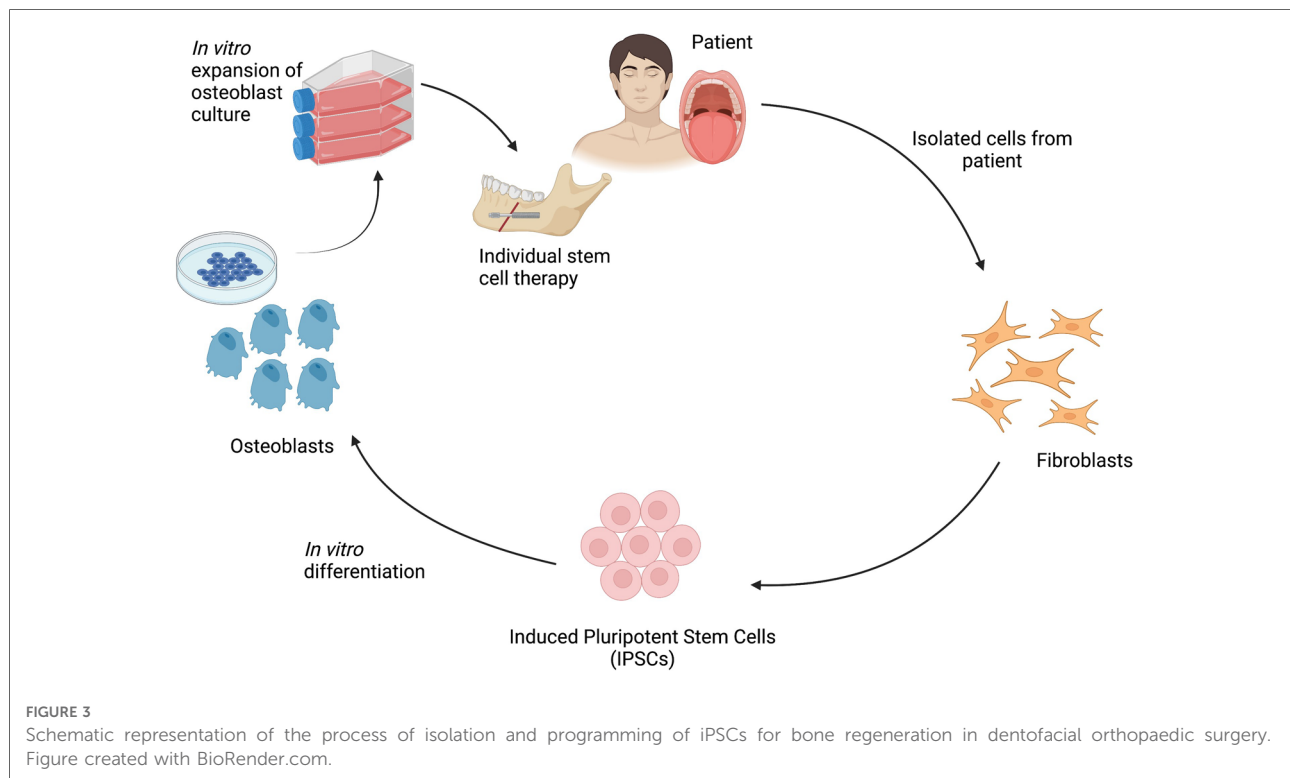 In vitro
expansion of
osteoblast
culture
Patient
Isolated cells from
patient
Individual stem
cell therapy
Fibroblasts
Osteoblasts
In vitro
differentiation
Induced Pluripotent Stem Cells
(IPSCs)
FIGURE 3
Schematic representation of the process of isolation and programming of iPSCs for bone regeneration in dentofacial orthopaedic surgery.
Figure created with BioRender.com.